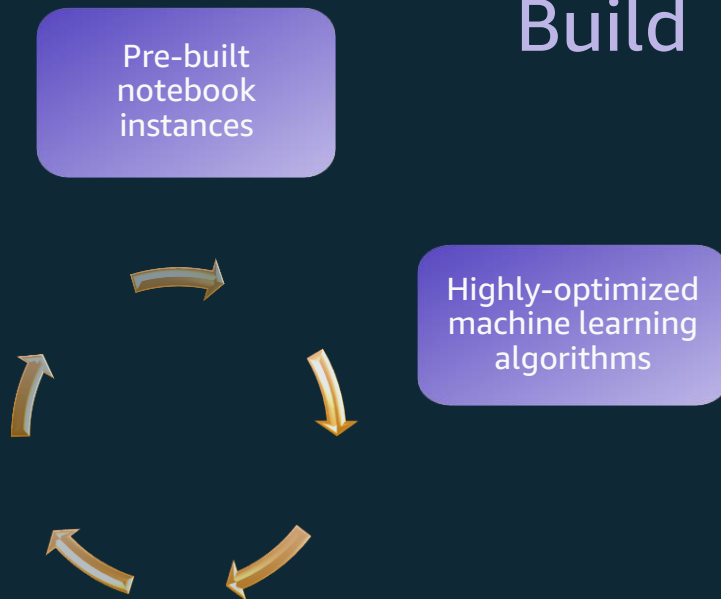 Build
Pre-built
notebook
instances
Highly-optimized
machine learning
algorithms